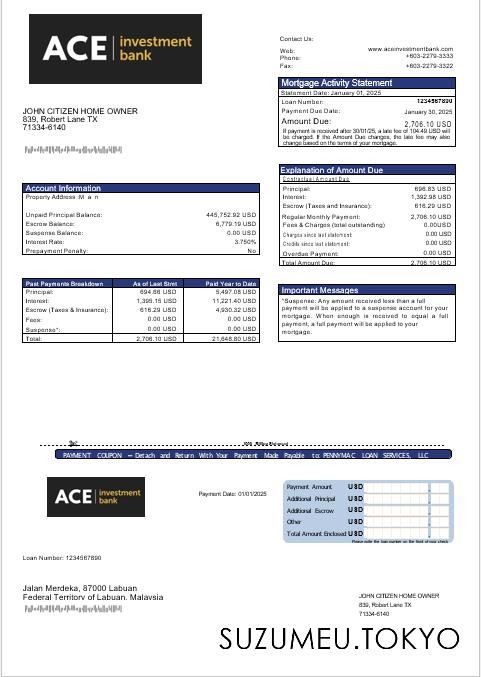 ACE investment bank
Contact Us:
Web: www.aceinvestmentbank.com
Phone: +603-2279-3333
Fax: +603-2279-3322
Mortgage Activity Statement
Statement Date: January 01, 2025
Loan Number: 1234567890
Payment Due Date: January 30, 2025
Amount Due: 2,706.10 USD
If payment is received after 30/01/25, a late fee of 104.49 USD will
be charged. If the Amount Due changes, the late fee may also
change based on the terms of your mortgage.
JOHN CITIZEN HOME OWNER
839, Robert Lane TX
71334-6140
Explanation of Amount Due
Contractual Amount Due
Principal: 696.83 USD
Interest: 1,392.98 USD
Escrow (Taxes and Insurance): 616.29 USD
Regular Monthly Payment: 2,706.10 USD
Fees & Charges (total outstanding) 0.00USD
Charges since last statement: 0.00 USD
Credits since last statement: 0.00 USD
Overdue Payment: 0.00 USD
Total Amount Due: 2,706.10 USD
Account Information
Property Address :M a n
Unpaid Principal Balance: 445,752.92 USD
Escrow Balance: 6,779.19 USD
Suspense Balance: 0.00 USD
Interest Rate: 3.750%
Prepayment Penalty: No
Past Payments Breakdown As of Last Stmt Paid Year to Date
Principal: 694.66 USD 5,497.08 USD
Interest: 1,395.15 USD 11,221.40 USD
Escrow (Taxes & Insurance): 616.29 USD 4,930.32 USD
Fees: 0.00 USD 0.00 USD
Suspense*: 0.00 USD 0.00 USD
Total: 2,706.10 USD 21,648.80 USD
Important Messages
*Suspense: Any amount received less than a full
payment will be applied to a suspense account for your
mortgage. When enough is received to equal a full
payment, a full payment will be applied to your
mortgage.
PAYMENT COUPON – Detach and Return With Your Payment Made Payable to: PENNYMAC LOAN SERVICES, LLC
ACE investment bank
Payment Date: 01/01/2025
Payment Amount USD
Additional Principal USD
Additional Escrow USD
Other USD
Total Amount Enclosed USD
Please write the loan number on the front of your check
Loan Number: 1234567890
Jalan Merdeka, 87000 Labuan
Federal Territory of Labuan. Malaysia
JOHN CITIZEN HOME OWNER
839, Robert Lane TX
71334-6140
SUZUMEU.TOKYO